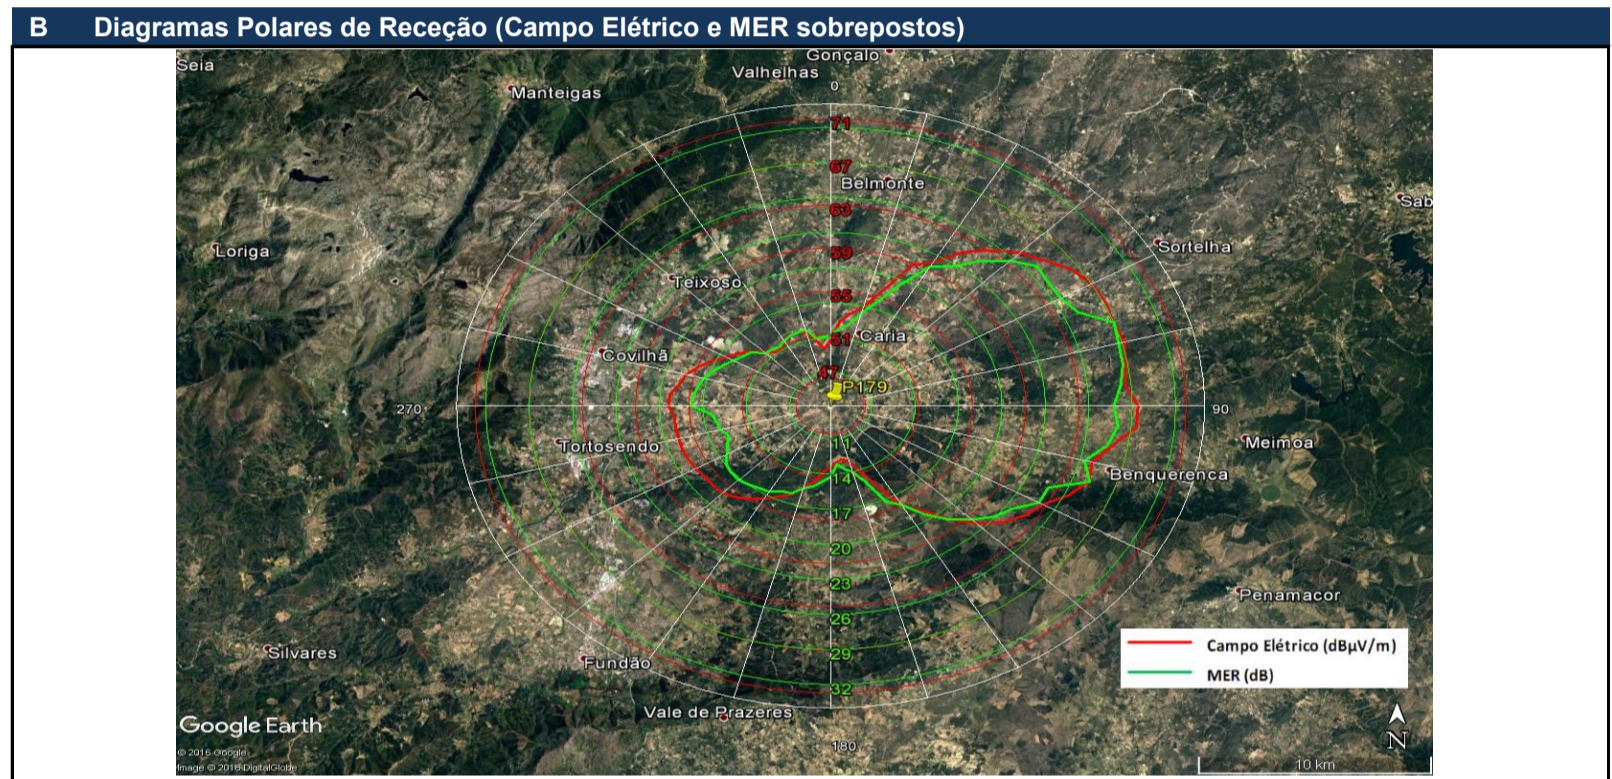 B Diagramas Polares de Receção (Campo Elétrico e MER sobrepostos)
Gonçalo
Seia
Valhelhas
Manteigas
0
71
67
Belmonte
Sab
63
Sortelha
Loriga
59
Teixoso
55
51
Caria
Covilhã
47
P179
270
90
11
Meimoa
Tortosendo
14
Benquerenca
17
20
23
Penamacor
26
Campo Elétrico (dBµV/m)
Silvares
29
Fundão
MER (dB)
32
Vale de Prazeres
Google Earth
N
180
© 2016 Google
Image © 2016 DigitalGlobe
10 km